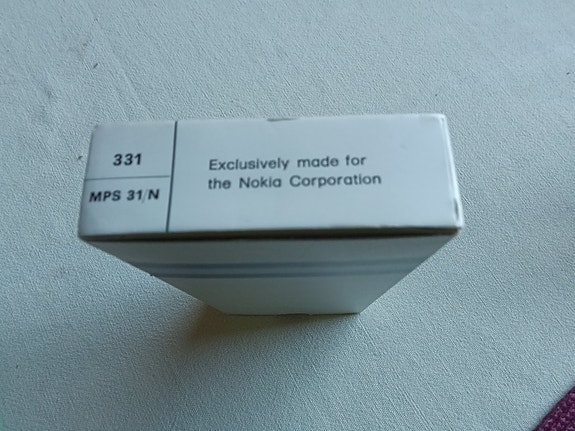 331
MPS 31/N
Exclusively made for
the Nokia Corporation